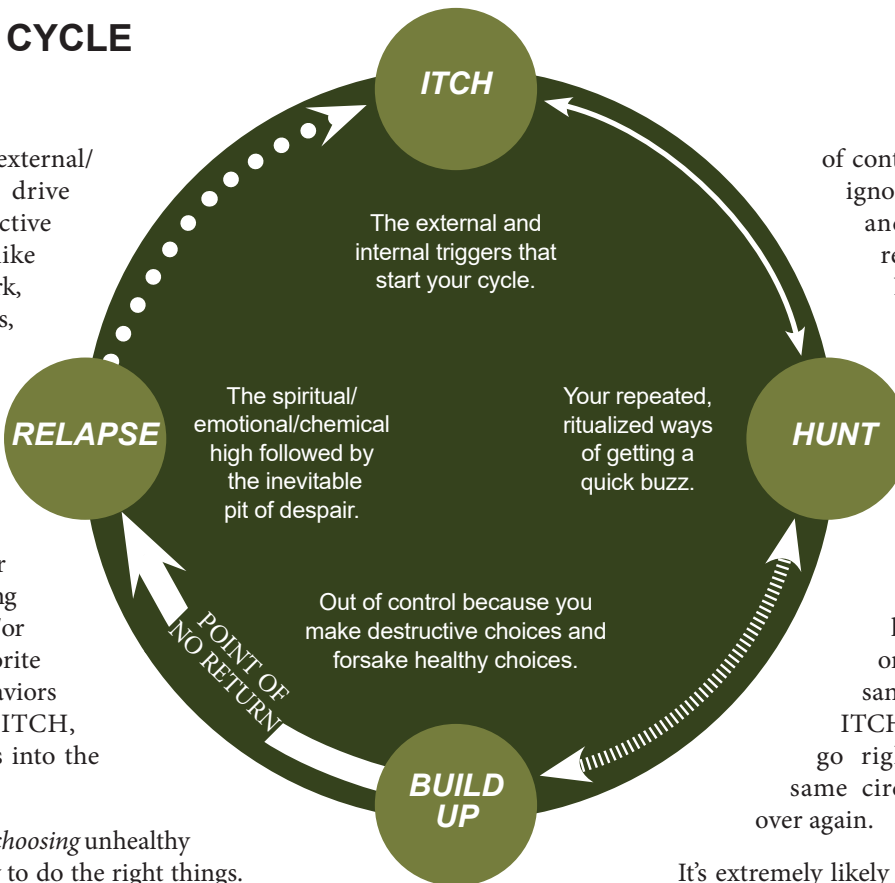 CYCLE
external/
drive
ctive
ike
rk,
s,
r
ng
or
orite
aviors
ITCH,
s into the
choosing unhealthy
y to do the right things.
ITCH
The external and
internal triggers that
start your cycle.
HUNT
Your repeated,
ritualized ways
of getting a
quick buzz.
BUILD
UP
Out of control because you
make destructive choices and
forsake healthy choices.
POINT OF
NO RETURN
RELAPSE
The spiritual/
emotional/chemical
high followed by
the inevitable
pit of despair.
of cont
igno
and
re
or
san
ITCH
go righ
same circ
over again.
It's extremely likely